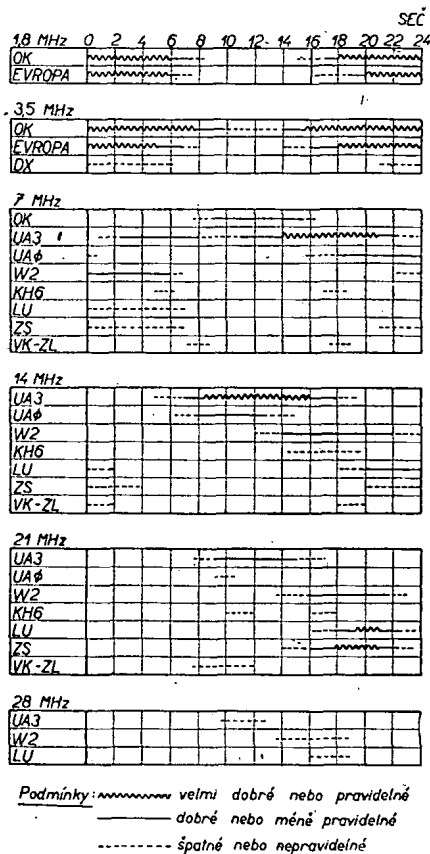 SEČ
1,8 MHz 0 2 4 6 8 10 12 14 16 18 20 22 24
OK
EVROPA
3,5 MHz
OK
EVROPA
DX
7 MHz
OK
UA3
UAΦ
W2
KH6
LU
ZS
VK-ZL
14 MHz
UA3
UAΦ
W2
KH6
LU
ZS
VK-ZL
21 MHz
UA3
UAΦ
W2
KH6
LU
ZS
VK-ZL
28 MHz
UA3
W2
LU
Podmínky: velmi dobré nebo pravidelné
dobré nebo méně pravidelné
špatné nebo nepravidelné